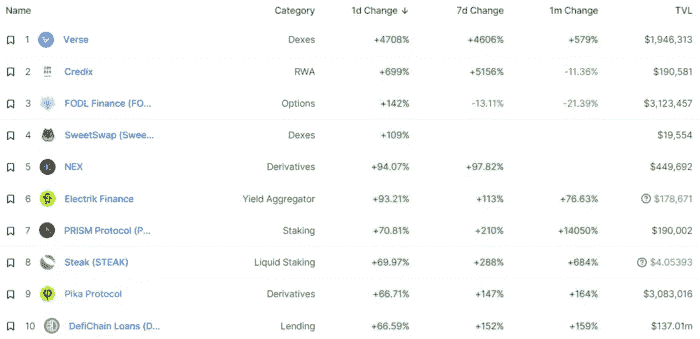 Name Category 1d Change ↓ 7d Change 1m Change TVL
1 Verse Dexes +4708% +4606% +579% $1,946,313
2 Credix RWA +699% +5156% -11.36% $190,581
3 FODL Finance (FO... Options +142% -13.11% -21.39% $3,123,457
4 SweetSwap (Swee... Dexes +109% $19,554
5 NEX Derivatives +94.07% +97.82% $449,692
6 Electrik Finance Yield Aggregator +93.21% +113% +76.63% ? $178,671
7 PRISM Protocol (P... Staking +70.81% +210% +14050% $190,002
8 Steak (STEAK) Liquid Staking +69.97% +288% +684% ? $4.05393
9 Pika Protocol Derivatives +66.71% +147% +164% $3,083,016
10 DefiChain Loans (D... Lending +66.59% +152% +159% $137.01m